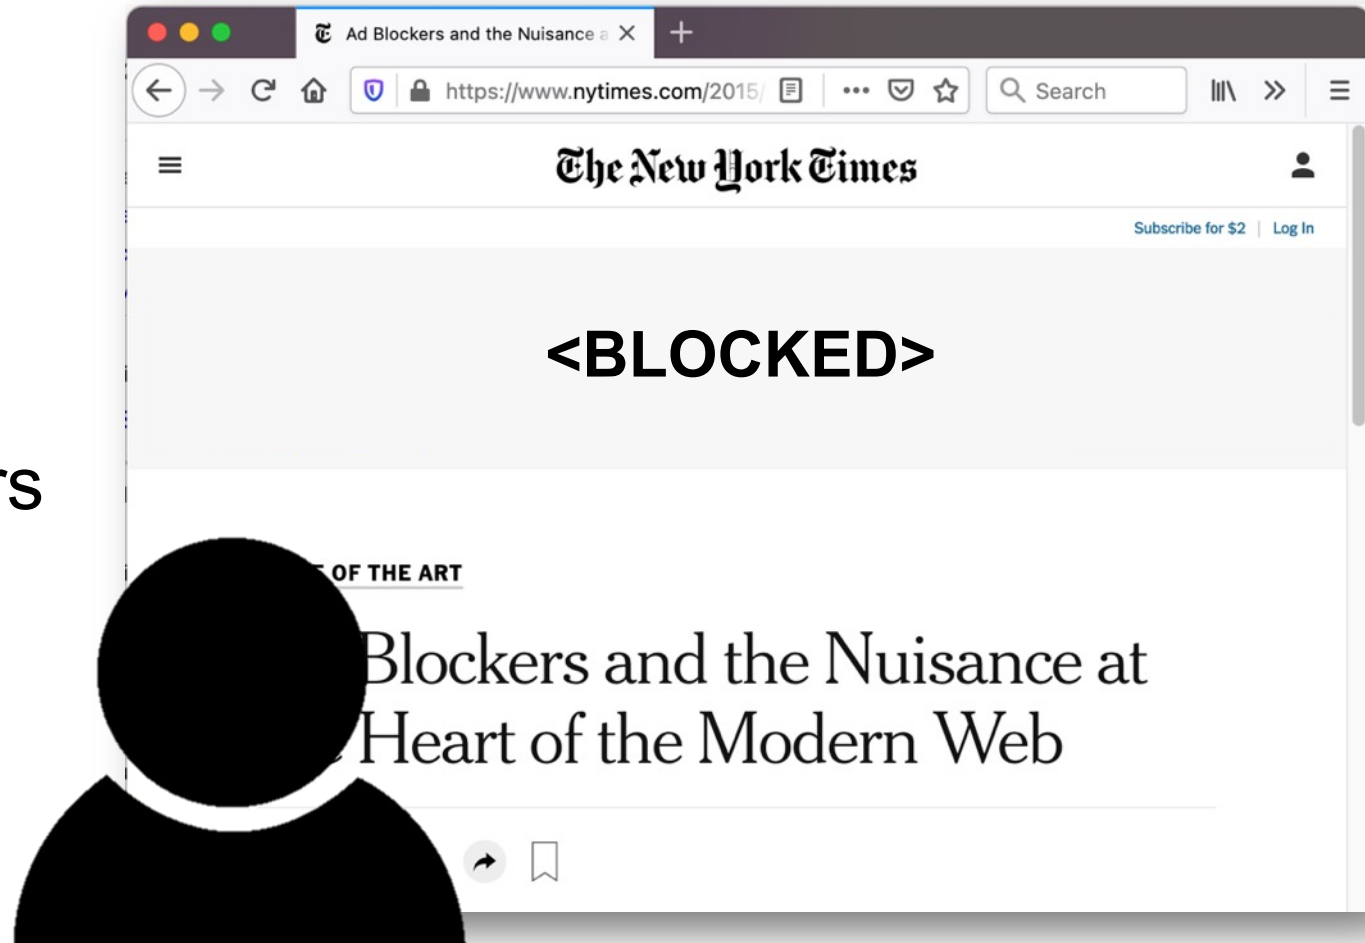 Ad Blockers and the Nuisance a
https://www.nytimes.com/2015/
Search
The New York Times
Subscribe for $2 | Log In
<BLOCKED>
rs
OF THE ART
Blockers and the Nuisance at
Heart of the Modern Web